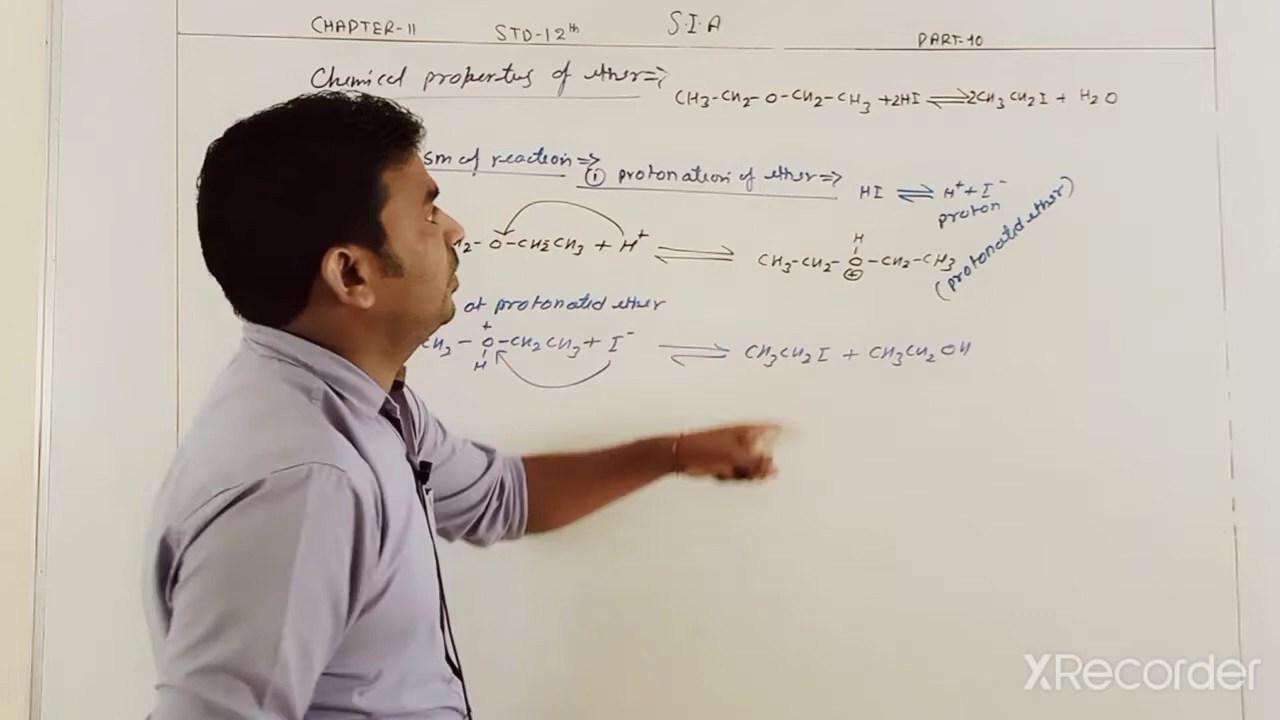 CHAPTER-11 STD-12th S.I.A PART-10
Chemical properties of ether⇒
CH3-CH2-O-CH2-CH3 +2HI ⇌ 2CH3CH2I + H2O
sm of reaction⇒
① protonation of ether⇒ HI ⇌ H⁺+I⁻
proton
-O-CH2CH3 + H⁺ ⇌ CH3-CH2-O-CH2-CH3
H
⊕
(protonated ether)
at protonated ether
CH2-O-CH2CH3+I⁻ ⇌ CH3CH2I + CH3CH2OH
+
H
XRecorder